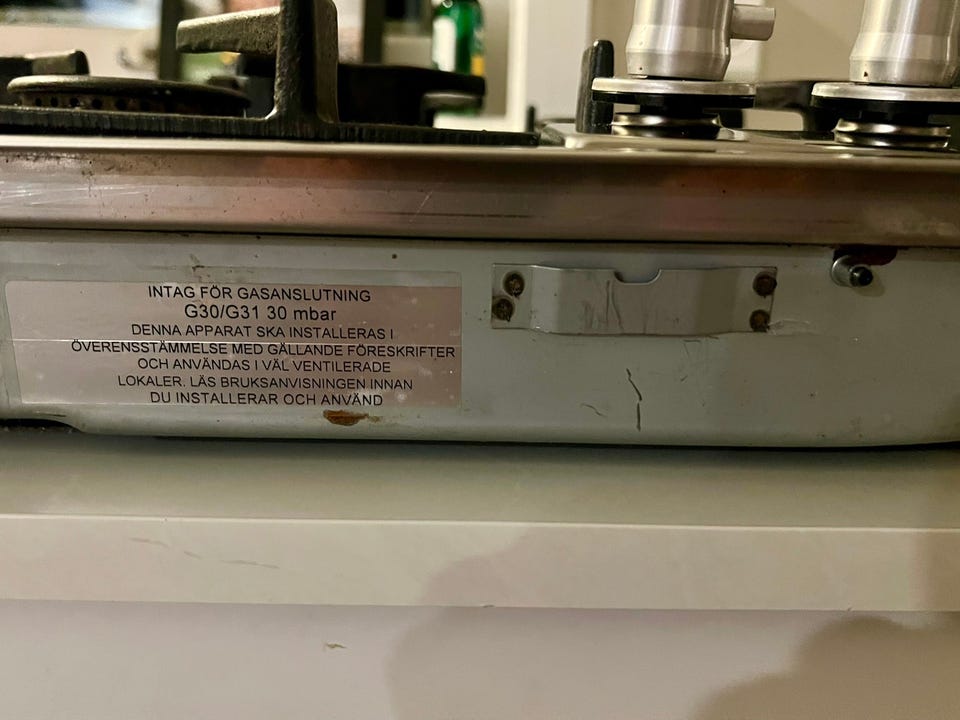 INTAG FÖR GASANSLUTNING
G30/G31 30 mbar
DENNA APPARAT SKA INSTALLERAS I
ÖVERENSSTÄMMELSE MED GÄLLANDE FÖRESKRIFTER
OCH ANVÄNDAS I VÄL VENTILERADE
LOKALER. LÄS BRUKSANVISNINGEN INNAN
DU INSTALLERAR OCH ANVÄND